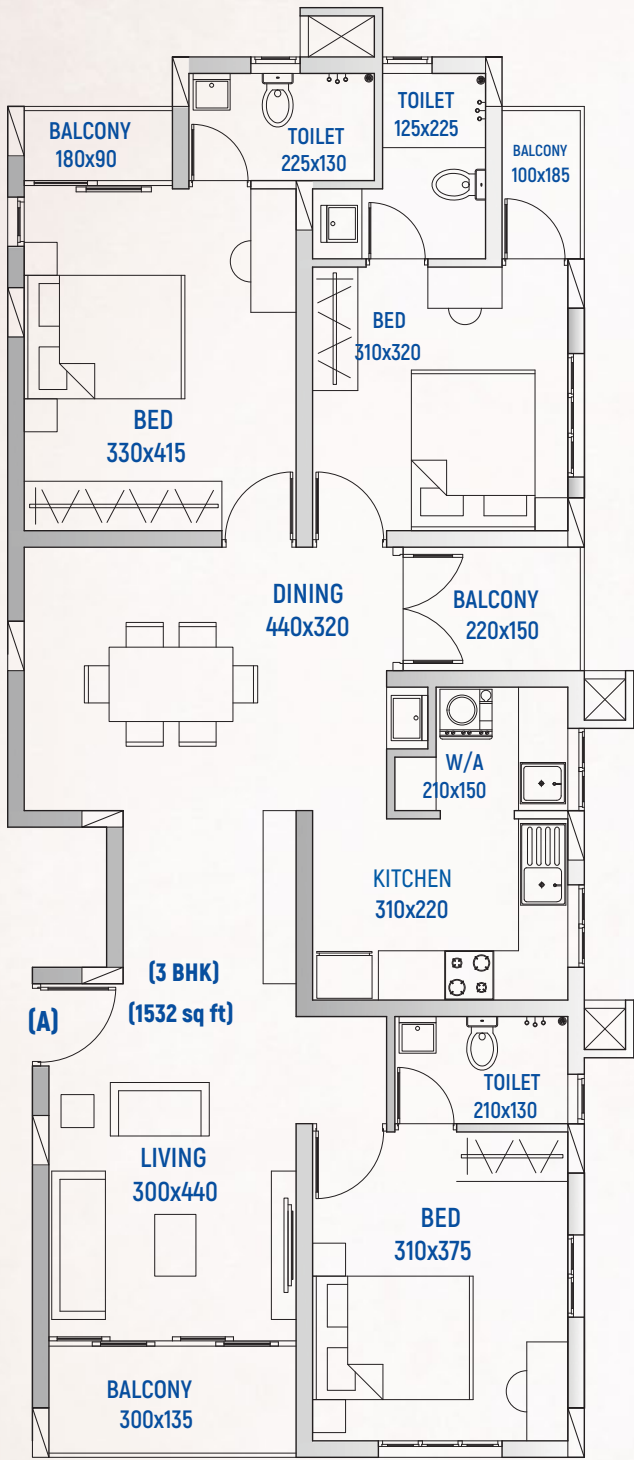 TOILET
125x225
BALCONY
180x90
TOILET
225x130
BALCONY
100x185
BED
310x320
BED
330x415
DINING
440x320
BALCONY
220x150
W/A
210x150
KITCHEN
310x220
(3 BHK)
(A)
(1532 sq ft)
TOILET
210x130
LIVING
300x440
BED
310x375
BALCONY
300x135